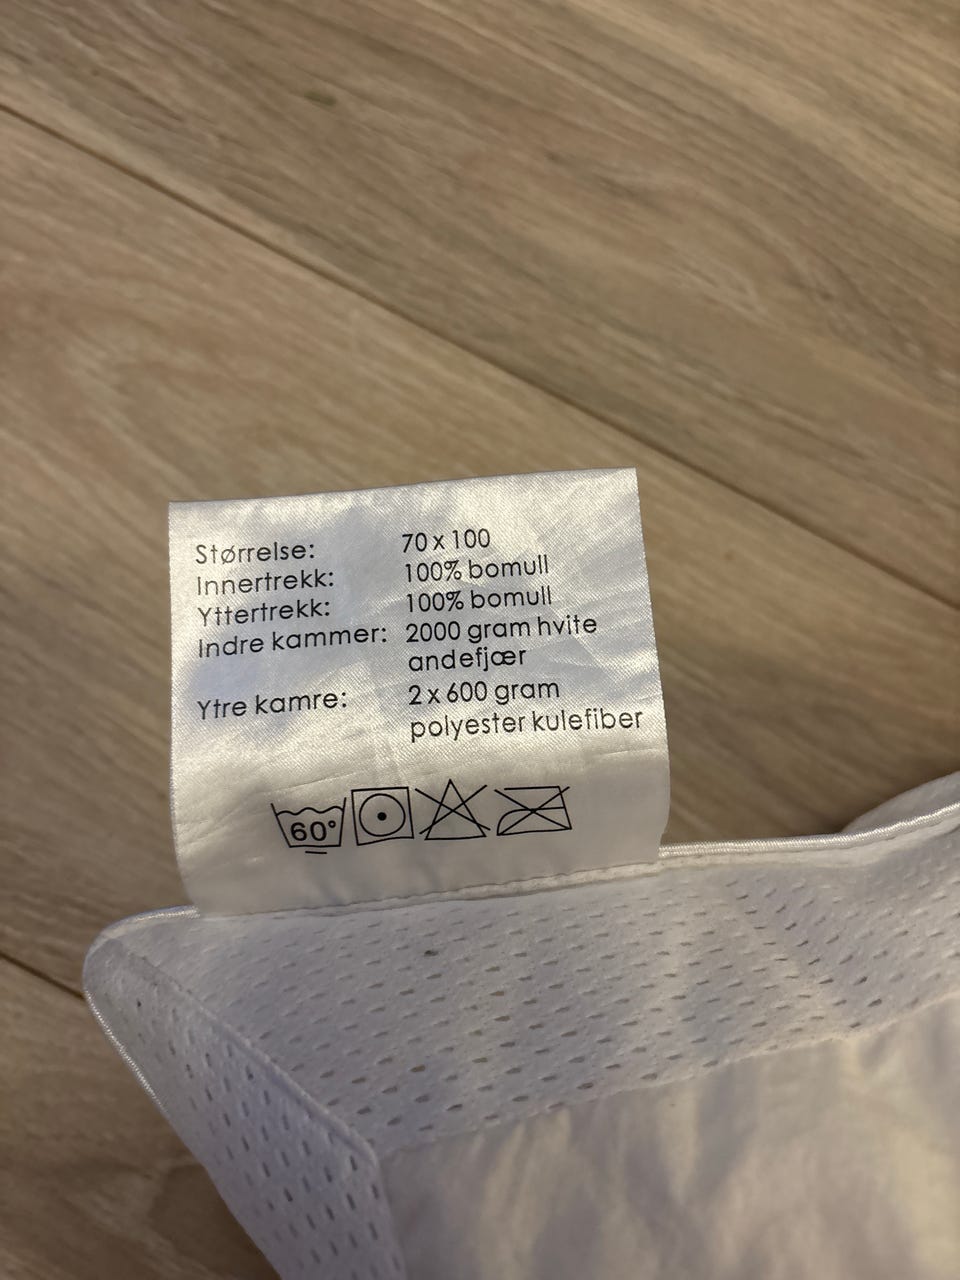 Størrelse: 70 x 100
Innertrekk: 100% bomull
Yttertrekk: 100% bomull
Indre kammer: 2000 gram hvite
andefjær
Ytre kamre: 2 x 600 gram
polyester kulefiber
60°